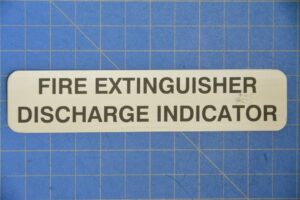 FIRE EXTINGUISHER
DISCHARGE INDICATOR